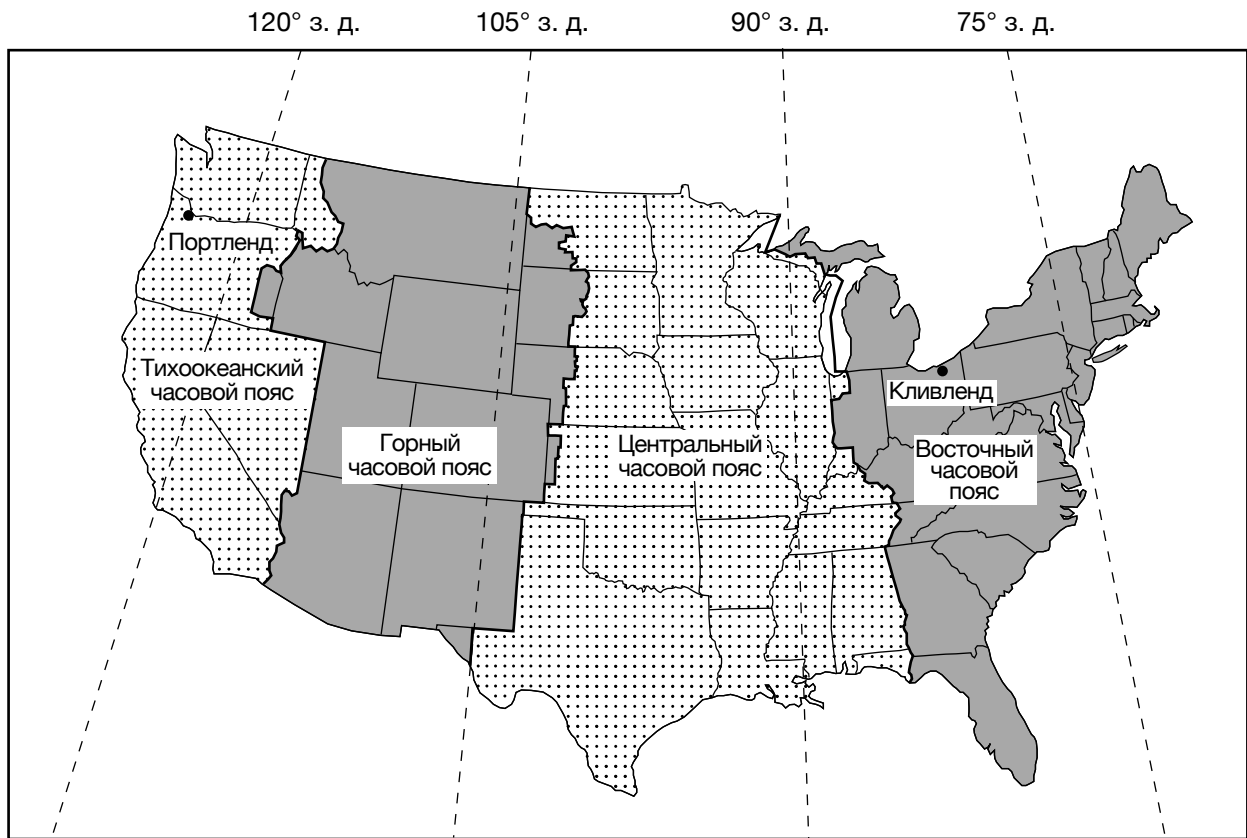 120° з. д. 105° з. д. 90° з. д. 75° з. д.
Портленд
Тихоокеанский
часовой пояс
Горный
часовой пояс
Центральный
часовой пояс
Кливленд
Восточный
часовой
пояс